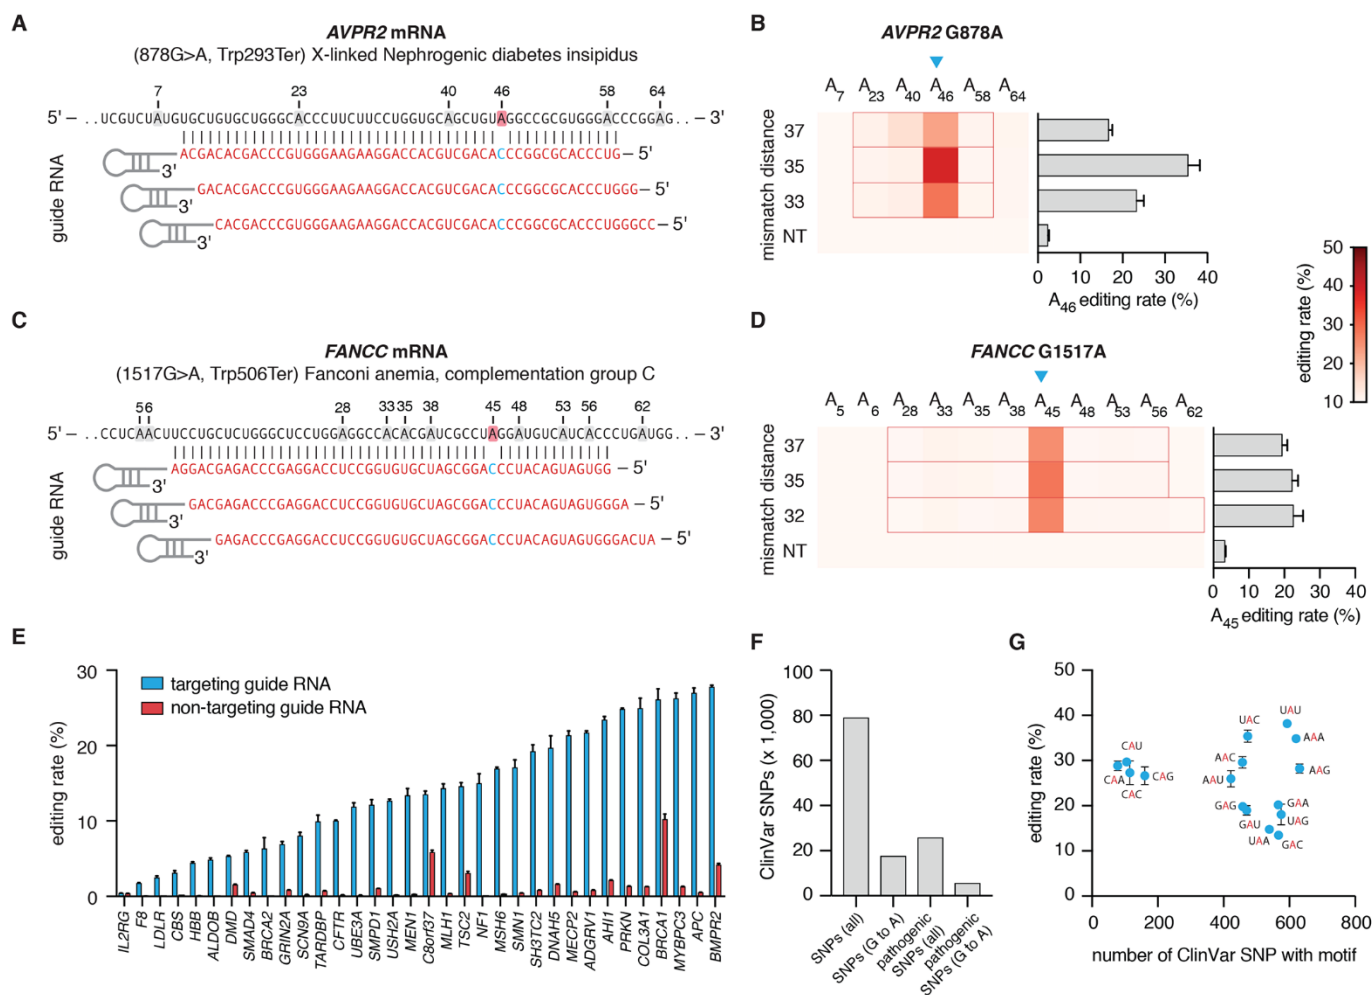 A
AVPR2 mRNA
(878G>A, Trp293Ter) X-linked Nephrogenic diabetes insipidus
7 23 40 46 58 64
5' – ..UCGUCUAUGUGCUGUGCUGGGCACCCUUCUUCCUGGUGCAGCUGUAGGCCGCGUGGGACCCGGAG.. – 3'
guide RNA
3' ACGACACGACCCGUGGGAAGAAGGACCACGUCGACACCCGGCGCACCCUG – 5'
3' GACACGACCCGUGGGAAGAAGGACCACGUCGACACCCGGCGCACCCUGGG – 5'
3' CACGACCCGUGGGAAGAAGGACCACGUCGACACCCGGCGCACCCUGGGCC – 5'
B
AVPR2 G878A
A7 A23 A40 A46 A58 A64
mismatch distance
37
35
33
NT
0 10 20 30 40
A46 editing rate (%)
editing rate (%)
50
40
30
20
10
C
FANCC mRNA
(1517G>A, Trp506Ter) Fanconi anemia, complementation group C
56 28 33 35 38 45 48 53 56 62
5' – ..CCUCAACUUCCUGCUCUGGGCUCCUGGAGGCCACACGAUCGCCUAGGAUGUCAUCACCCUGAUGG.. – 3'
guide RNA
3' AGGACGAGACCCGAGGACCUCCGGUGUGCUAGCGGACCCUACAGUAGUGG – 5'
3' GACGAGACCCGAGGACCUCCGGUGUGCUAGCGGACCCUACAGUAGUGGGA – 5'
3' GAGACCCGAGGACCUCCGGUGUGCUAGCGGACCCUACAGUAGUGGGACUA – 5'
D
FANCC G1517A
A5 A6 A28 A33 A35 A38 A45 A48 A53 A56 A62
mismatch distance
37
35
32
NT
0 10 20 30 40
A45 editing rate (%)
E
editing rate (%)
30
20
10
0
targeting guide RNA
non-targeting guide RNA
IL2RG
F8
LDLR
CBS
HBB
ALDOB
DMD
SMAD4
BRCA2
GRIN2A
SCN9A
TARDBP
CFTR
UBE3A
SMPD1
USH2A
MEN1
C8orf37
MLH1
TSC2
NF1
MSH6
SMN1
SH3TC2
DNAH5
MECP2
ADGRV1
AHI1
PRKN
COL3A1
BRCA1
MYBPC3
APC
BMPR2
F
ClinVar SNPs (x 1,000)
100
80
60
40
20
0
SNPs (all)
SNPs (G to A)
pathogenic
SNPs (all)
pathogenic
SNPs (G to A)
G
editing rate (%)
50
40
30
20
10
0
UAU
UAC
AAA
CAU
AAC
AAG
CAA
CAG
AAU
CAC
GAG
GAA
UAG
GAU
UAA
GAC
0 200 400 600 800
number of ClinVar SNP with motif